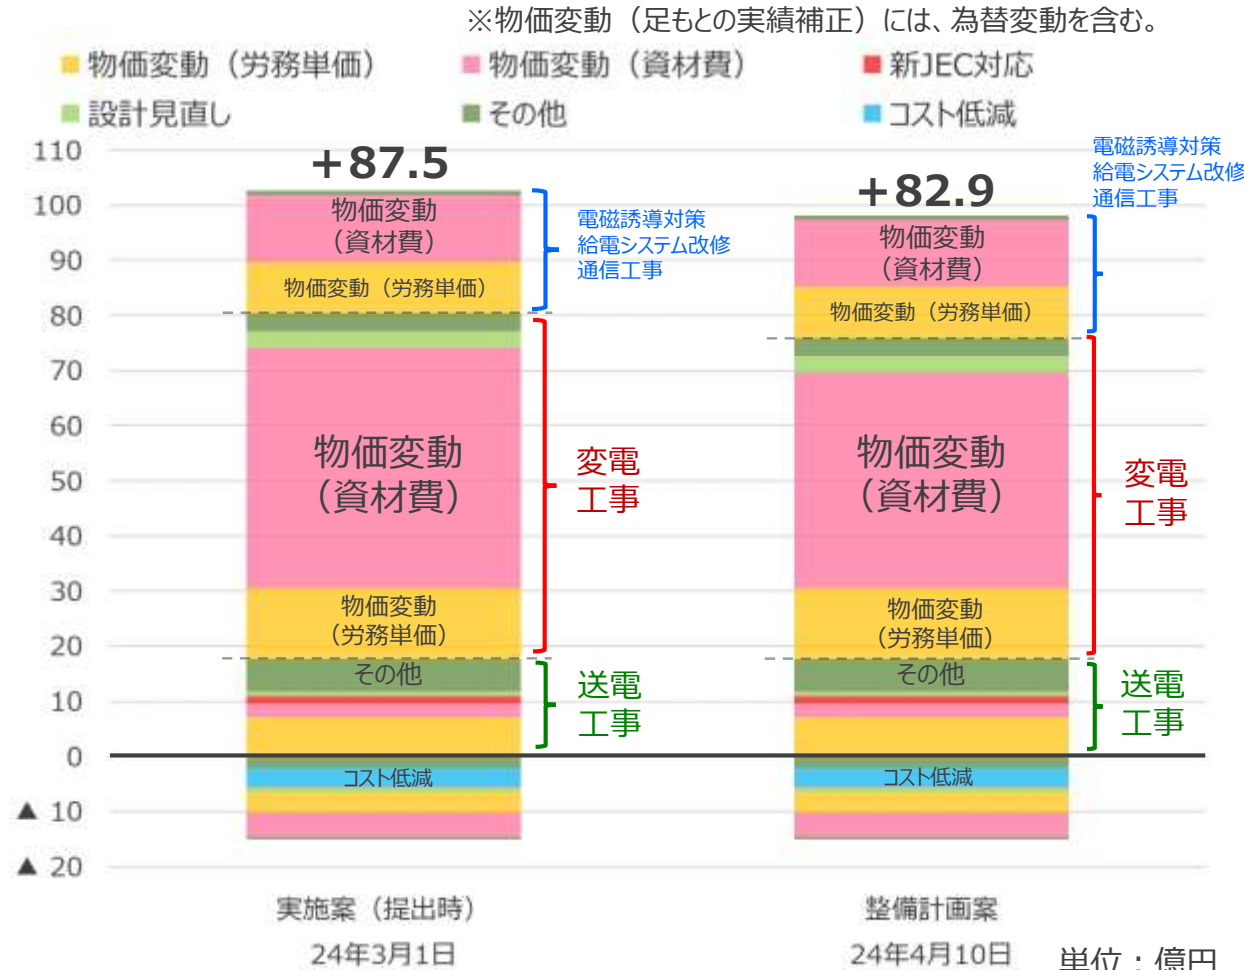 ※物価変動（足もとの実績補正）には、為替変動を含む。
物価変動（労務単価） 物価変動（資材費） 新JEC対応
設計見直し その他 コスト低減
110
100
90
80
70
60
50
40
30
20
10
0
▲ 10
▲ 20
+87.5
物価変動
（資材費）
物価変動（労務単価）
物価変動
（資材費）
物価変動
（労務単価）
その他
コスト低減
電磁誘導対策
給電システム改修
通信工事
変電
工事
送電
工事
+82.9
物価変動
（資材費）
物価変動（労務単価）
物価変動
（資材費）
物価変動
（労務単価）
その他
コスト低減
電磁誘導対策
給電システム改修
通信工事
変電
工事
送電
工事
実施案（提出時）
24年3月1日
整備計画案
24年4月10日
単位：億円